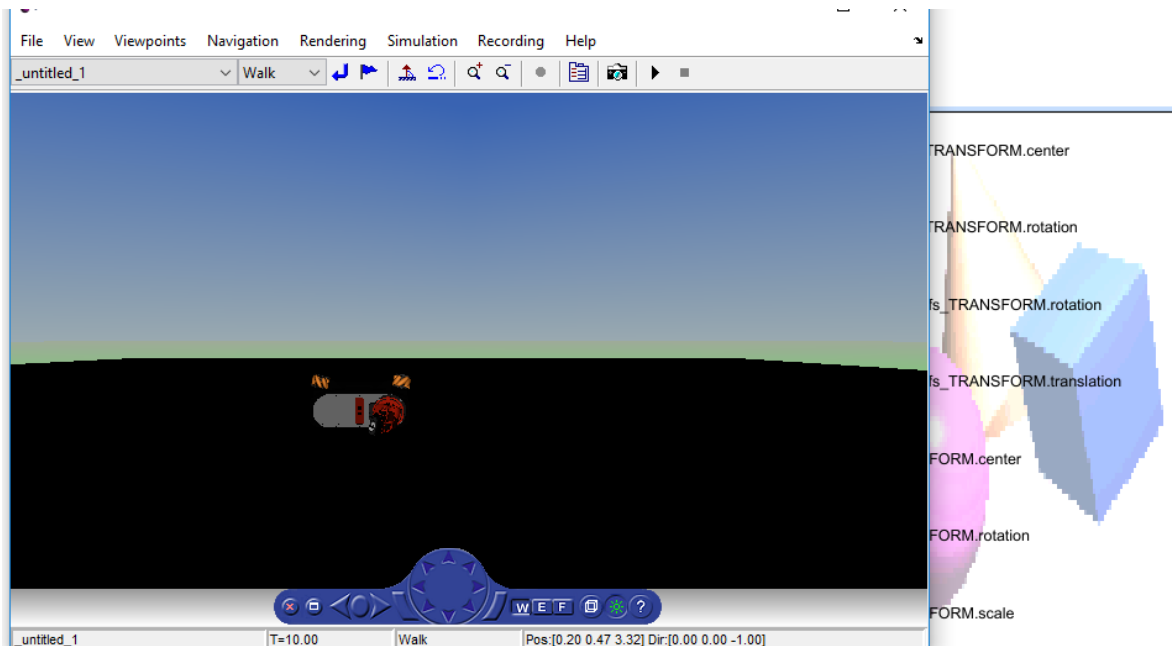 File View Viewpoints Navigation Rendering Simulation Recording Help
_untitled_1 Walk
TRANSFORM.center
TRANSFORM.rotation
fs_TRANSFORM.rotation
fs_TRANSFORM.translation
FORM.center
FORM.rotation
FORM.scale
W E F ?
_untitled_1 T=10.00 Walk Pos:[0.20 0.47 3.32] Dir:[0.00 0.00 -1.00]